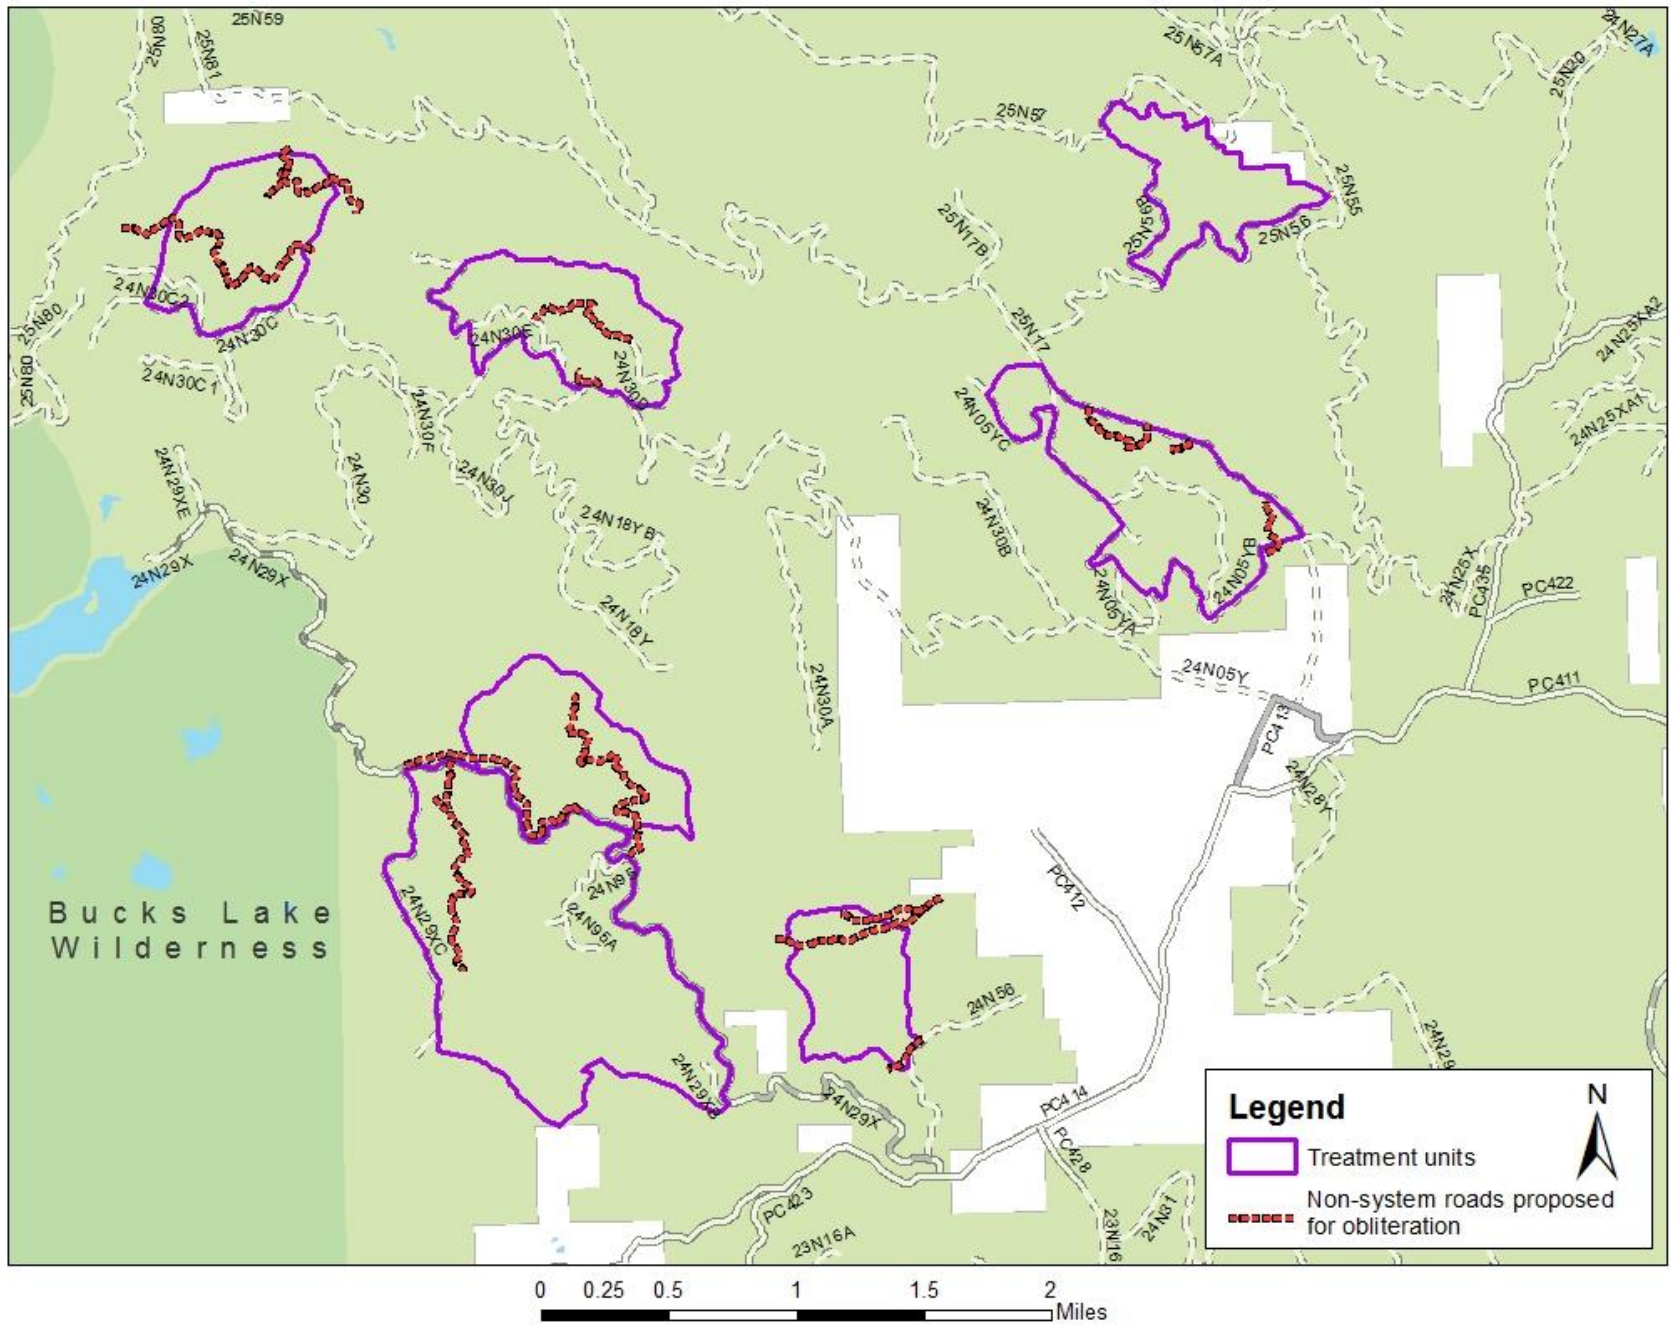 25N59
25N80
25N81
25N57A
24N27A
25N20
25N57
25N55
25N17B
25N56B
25N56
24N30C2
25N80
24N30C
24N30E
25N17
24N25XA2
25N80
24N30C1
24N30D
24N30F
24N05YC
24N25XA1
24N29XE
24N30
24N30J
24N18YB
24N30B
24N29X
24N29X
24N05YB
24N25X
PC435
PC422
24N05YA
24N18Y
24N05Y
24N30A
PC411
PC413
24N28Y
24N95
PC412
24N29XC
24N95A
Bucks Lake
Wilderness
24N56
24N29
24N29XB
24N29X
PC414
PC428
PC423
23N16A
23N16
24N31
Legend
N
Treatment units
Non-system roads proposed
for obliteration
0 0.25 0.5 1 1.5 2
Miles